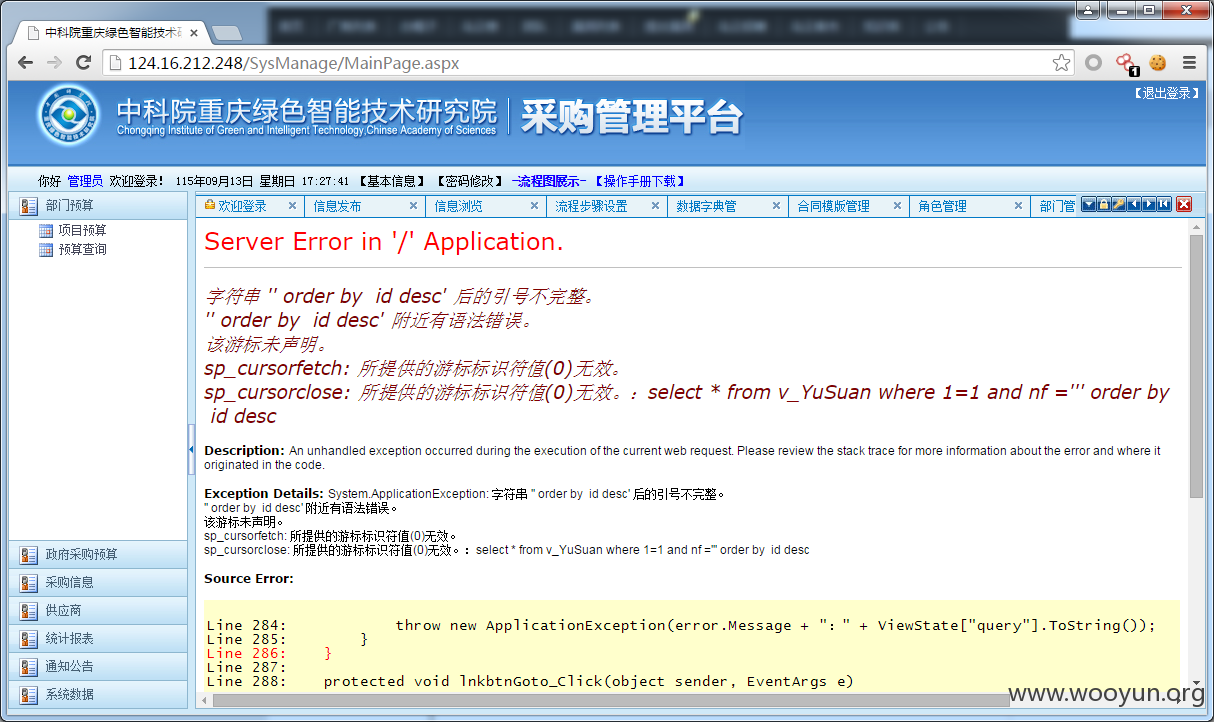 中科院重庆绿色智能技术研
124.16.212.248/SysManage/MainPage.aspx
1
【退出登录】
中科院重庆绿色智能技术研究院
Chongqing Institute of Green and Intelligent Technology,Chinse Academy of Sciences
采购管理平台
你好 管理员 欢迎登录! 115年09月13日 星期日 17:27:41 【基本信息】 【密码修改】 -流程图展示- 【操作手册下载】
部门预算
项目预算
预算查询
政府采购预算
采购信息
供应商
统计报表
通知公告
系统数据
欢迎登录 信息发布 信息浏览 流程步骤设置 数据字典管 合同模版管理 角色管理 部门管
Server Error in '/' Application.
字符串 '' order by  id desc' 后的引号不完整。
'' order by  id desc' 附近有语法错误。
该游标未声明。
sp_cursorfetch: 所提供的游标标识符值(0)无效。
sp_cursorclose: 所提供的游标标识符值(0)无效。：select * from v_YuSuan where 1=1 and nf =''' order by
id desc
Description: An unhandled exception occurred during the execution of the current web request. Please review the stack trace for more information about the error and where it
originated in the code.
Exception Details: System.ApplicationException: 字符串 '' order by  id desc' 后的引号不完整。
'' order by  id desc' 附近有语法错误。
该游标未声明。
sp_cursorfetch: 所提供的游标标识符值(0)无效。
sp_cursorclose: 所提供的游标标识符值(0)无效。：select * from v_YuSuan where 1=1 and nf =''' order by  id desc
Source Error:
Line 284:             throw new ApplicationException(error.Message + "：" + ViewState["query"].ToString());
Line 285:         }
Line 286:     }
Line 287:
Line 288:     protected void lnkbtnGoto_Click(object sender, EventArgs e)
www.wooyun.org